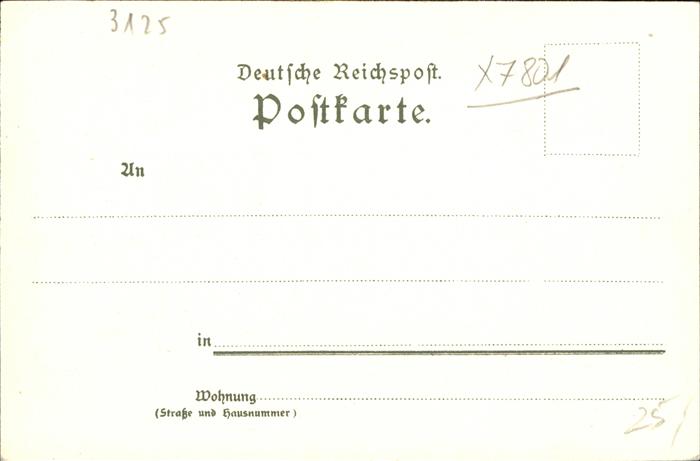 3125
Deutsche Reichspost.
X7801
Postkarte.
An
in
Wohnung
(Straße und Hausnummer)
25